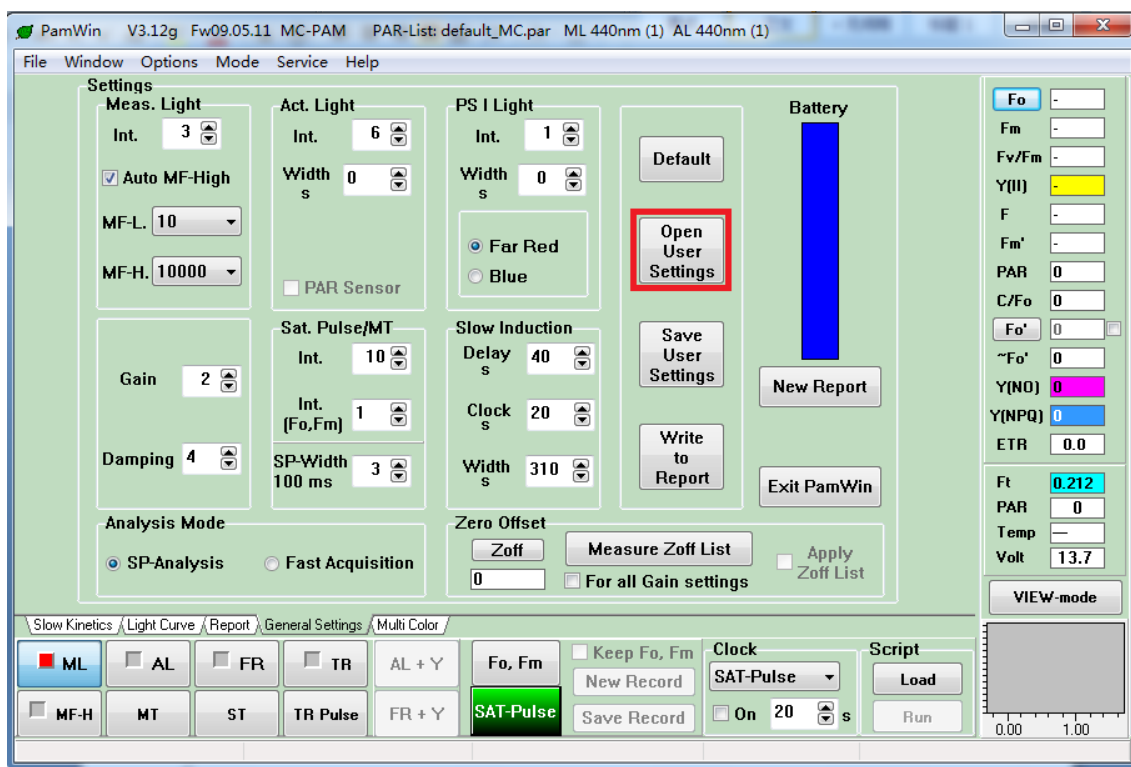 PamWin V3.12g Fw09.05.11 MC-PAM PAR-List: default_MC.par ML 440nm (1) AL 440nm (1)
File Window Options Mode Service Help
Settings
Meas. Light
Int. 3
Auto MF-High
MF-L. 10
MF-H. 10000
Act. Light
Int. 6
Width 0
s
PAR Sensor
PS I Light
Int. 1
Width 0
s
Far Red
Blue
Default
Open
User
Settings
Save
User
Settings
Write
to
Report
Battery
New Report
Exit PamWin
Gain 2
Damping 4
Sat. Pulse/MT
Int. 10
Int. 1
(Fo,Fm)
SP-Width 3
100 ms
Slow Induction
Delay 40
s
Clock 20
s
Width 310
s
Analysis Mode
SP-Analysis
Fast Acquisition
Zero Offset
Zoff
0
Measure Zoff List
For all Gain settings
Apply
Zoff List
Fo -
Fm -
Fv/Fm -
Y(II) -
F -
Fm' -
PAR 0
C/Fo 0
Fo' 0
~Fo' 0
Y(NO) 0
Y(NPQ) 0
ETR 0.0
Ft 0.212
PAR 0
Temp —
Volt 13.7
VIEW-mode
0.00 1.00
Slow Kinetics Light Curve Report General Settings Multi Color
ML AL FR TR AL + Y
MF-H MT ST TR Pulse FR + Y
Fo, Fm
SAT-Pulse
Keep Fo, Fm
New Record
Save Record
Clock
SAT-Pulse
On 20 s
Script
Load
Run